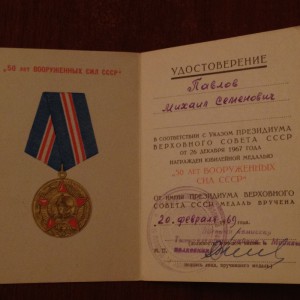 "50 ЛЕТ ВООРУЖЕННЫХ СИЛ СССР"
УДОСТОВЕРЕНИЕ
Павлов
Михаил Семенович
В СООТВЕТСТВИИ С УКАЗОМ ПРЕЗИДИУМА
ВЕРХОВНОГО СОВЕТА СССР
ОТ 26 ДЕКАБРЯ 1967 ГОДА
НАГРАЖДЕН ЮБИЛЕЙНОЙ МЕДАЛЬЮ
"50 ЛЕТ ВООРУЖЕННЫХ
СИЛ СССР"
ОТ ИМЕНИ ПРЕЗИДИУМА ВЕРХОВНОГО
СОВЕТА СССР МЕДАЛЬ ВРУЧЕНА
20 февраля 1969 г.
М. П.